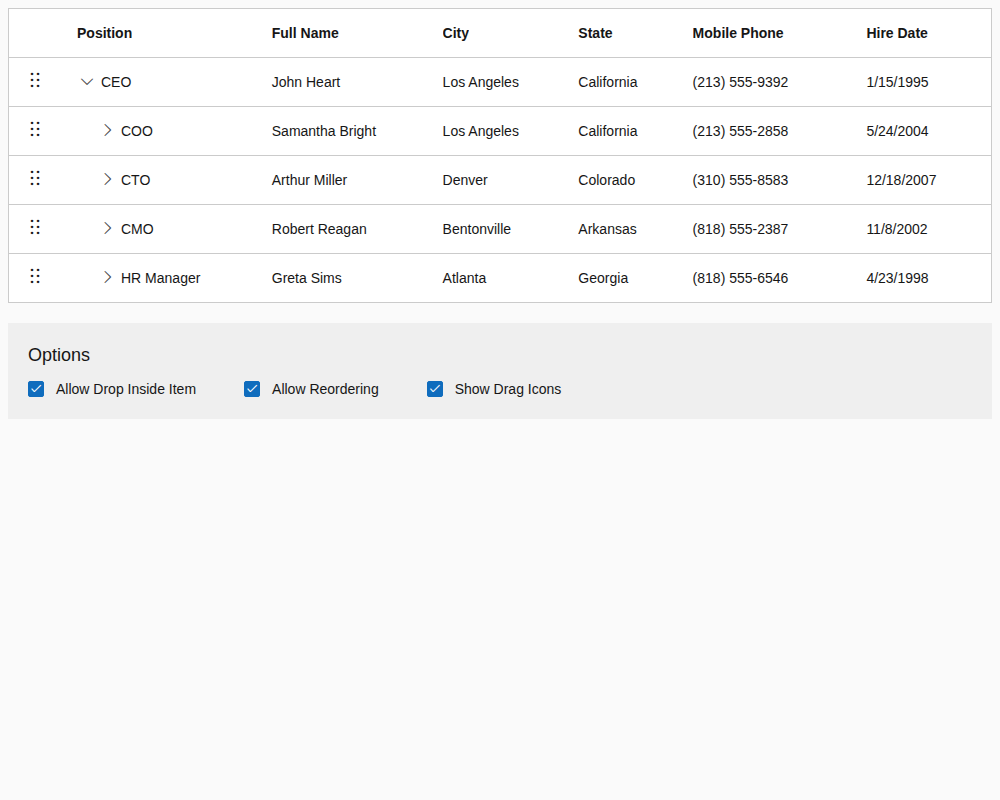 Position Full Name City State Mobile Phone Hire Date
CEO John Heart Los Angeles California (213) 555-9392 1/15/1995
COO Samantha Bright Los Angeles California (213) 555-2858 5/24/2004
CTO Arthur Miller Denver Colorado (310) 555-8583 12/18/2007
CMO Robert Reagan Bentonville Arkansas (818) 555-2387 11/8/2002
HR Manager Greta Sims Atlanta Georgia (818) 555-6546 4/23/1998
Options
Allow Drop Inside Item Allow Reordering Show Drag Icons